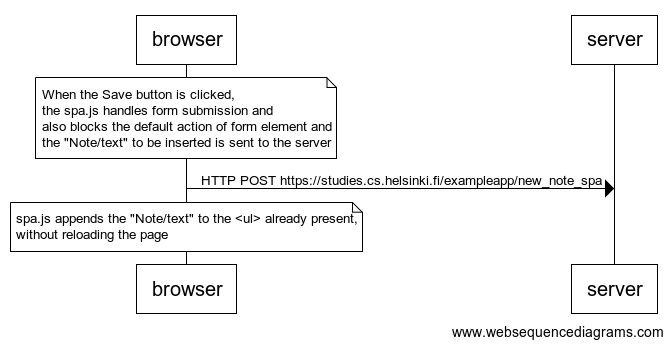 browser
server
When the Save button is clicked,
the spa.js handles form submission and
also blocks the default action of form element and
the "Note/text" to be inserted is sent to the server
HTTP POST https://studies.cs.helsinki.fi/exampleapp/new_note_spa
spa.js appends the "Note/text" to the <ul> already present,
without reloading the page
browser
server
www.websequencediagrams.com